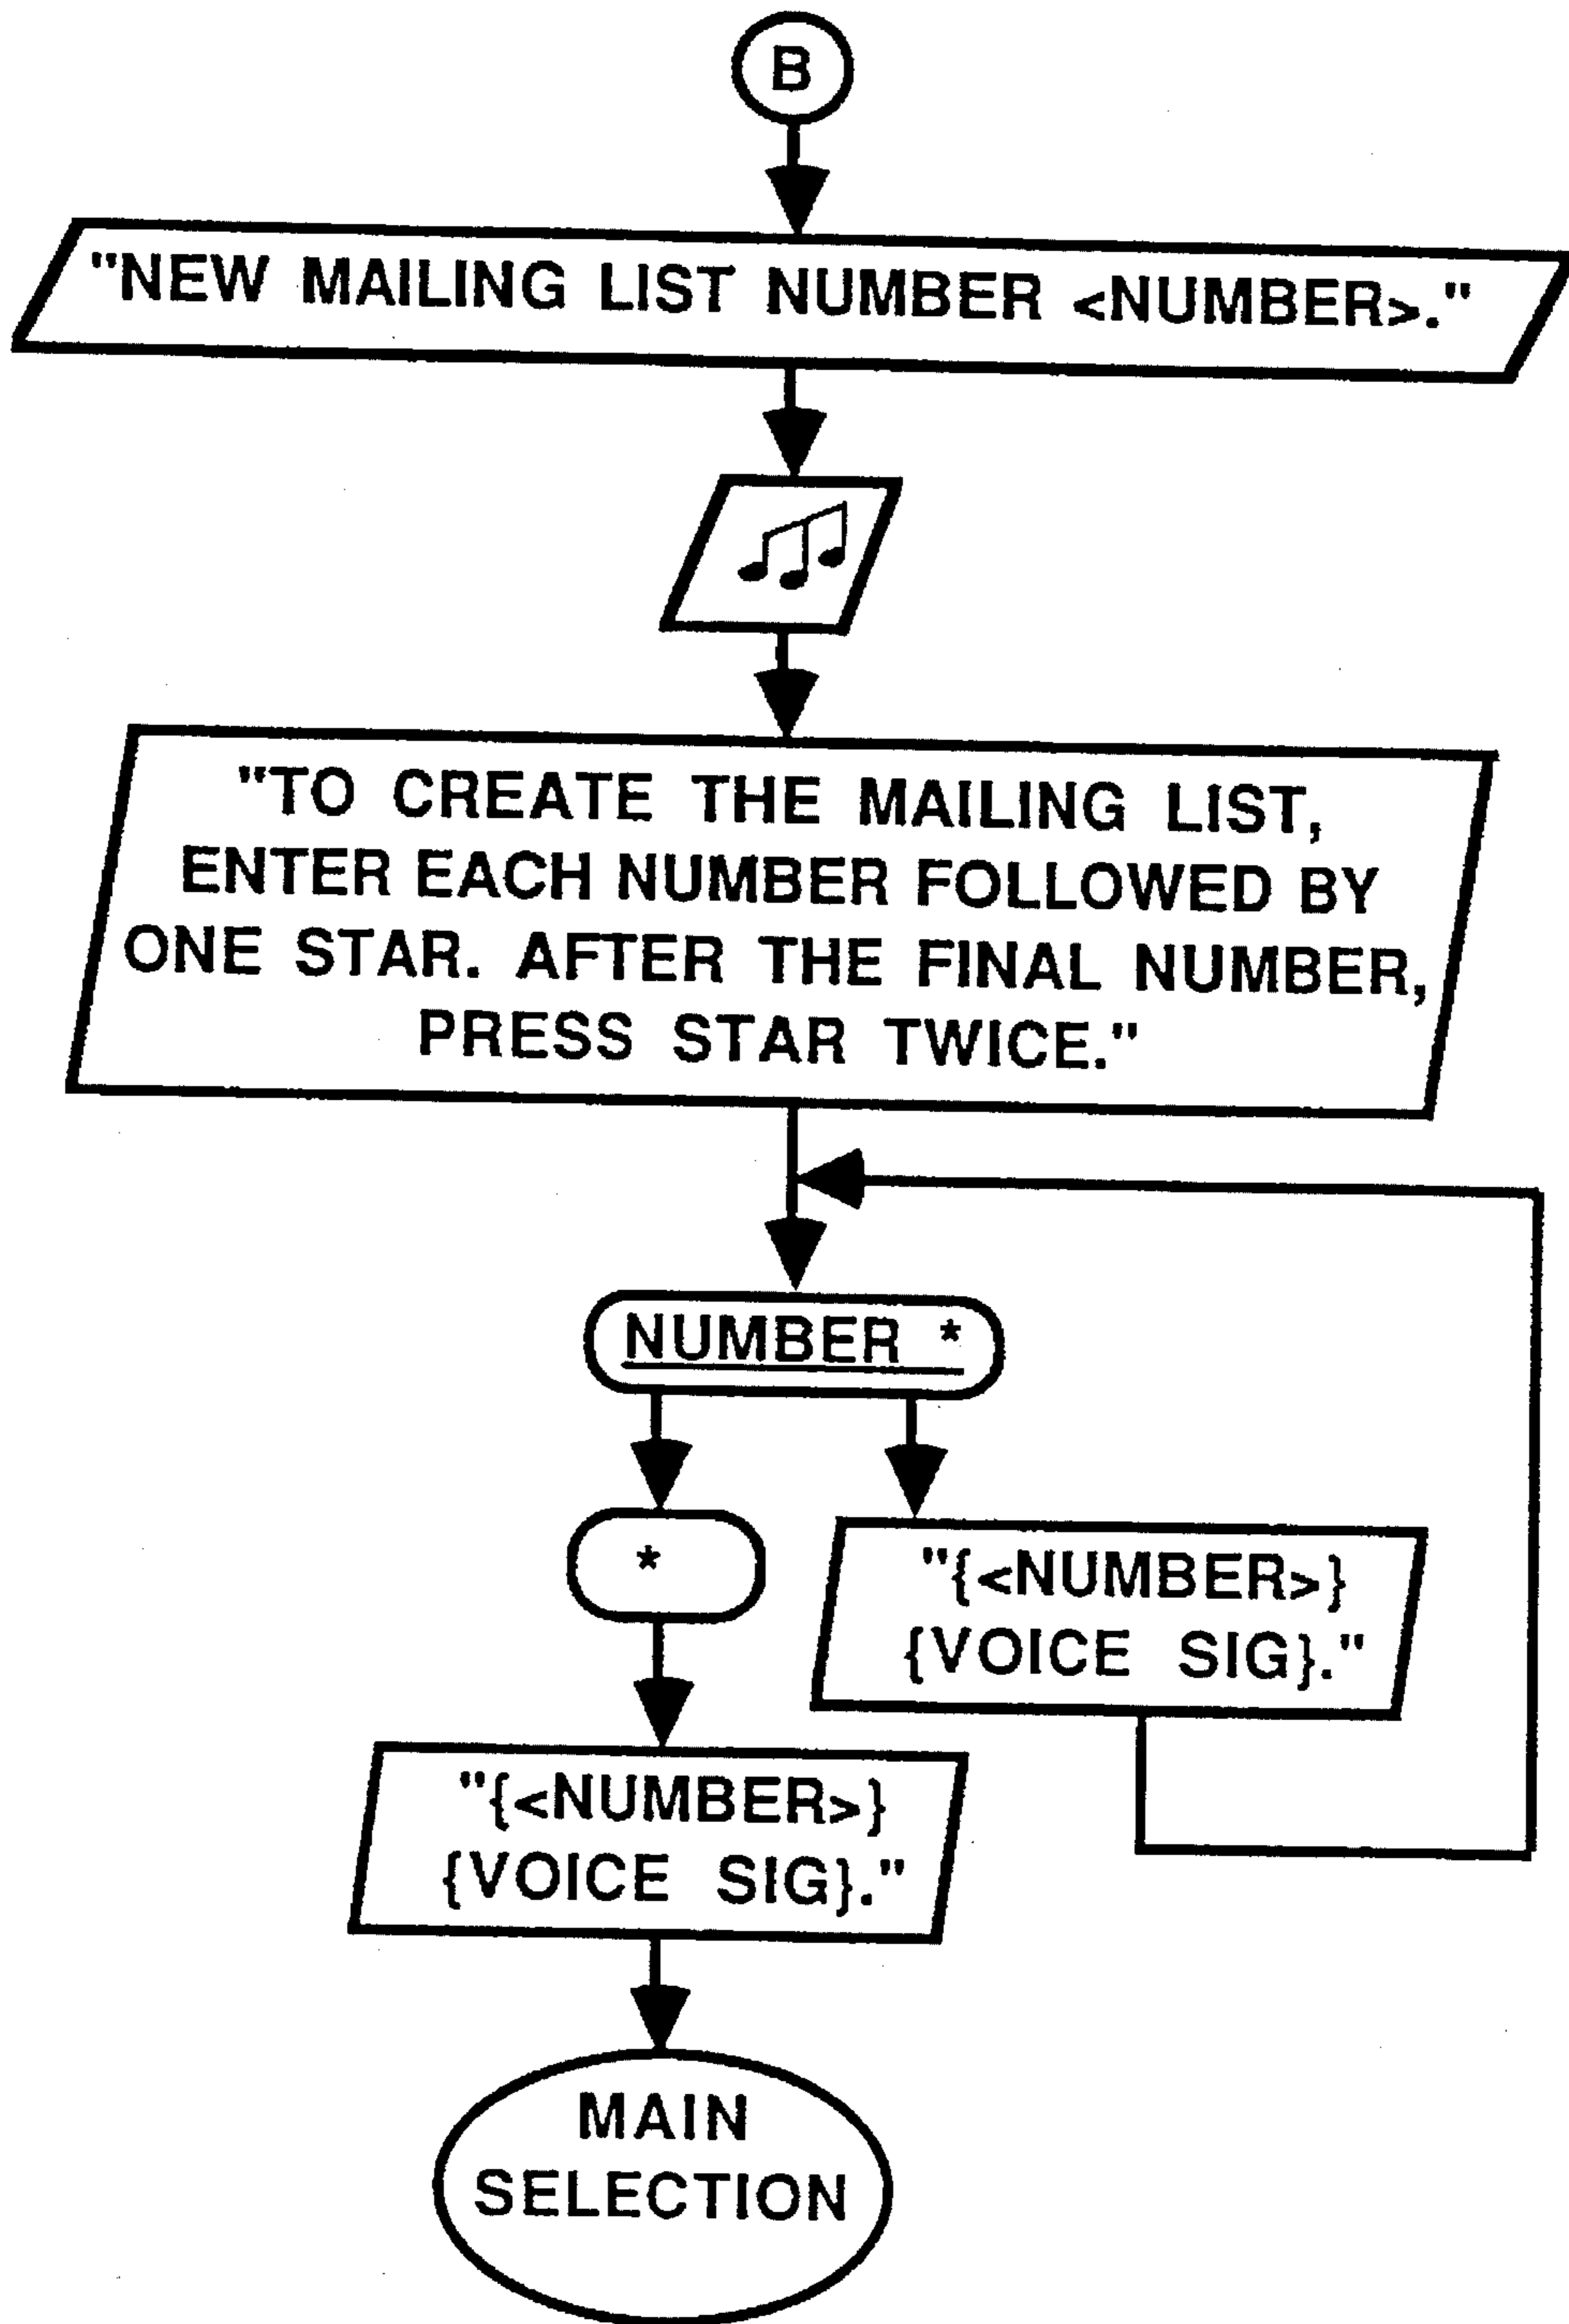 B
"NEW MAILING LIST NUMBER <NUMBER>."
"TO CREATE THE MAILING LIST,
ENTER EACH NUMBER FOLLOWED BY
ONE STAR. AFTER THE FINAL NUMBER,
PRESS STAR TWICE."
NUMBER *
*
"{<NUMBER>}
{VOICE SIG}."
"{<NUMBER>}
{VOICE SIG}."
MAIN
SELECTION